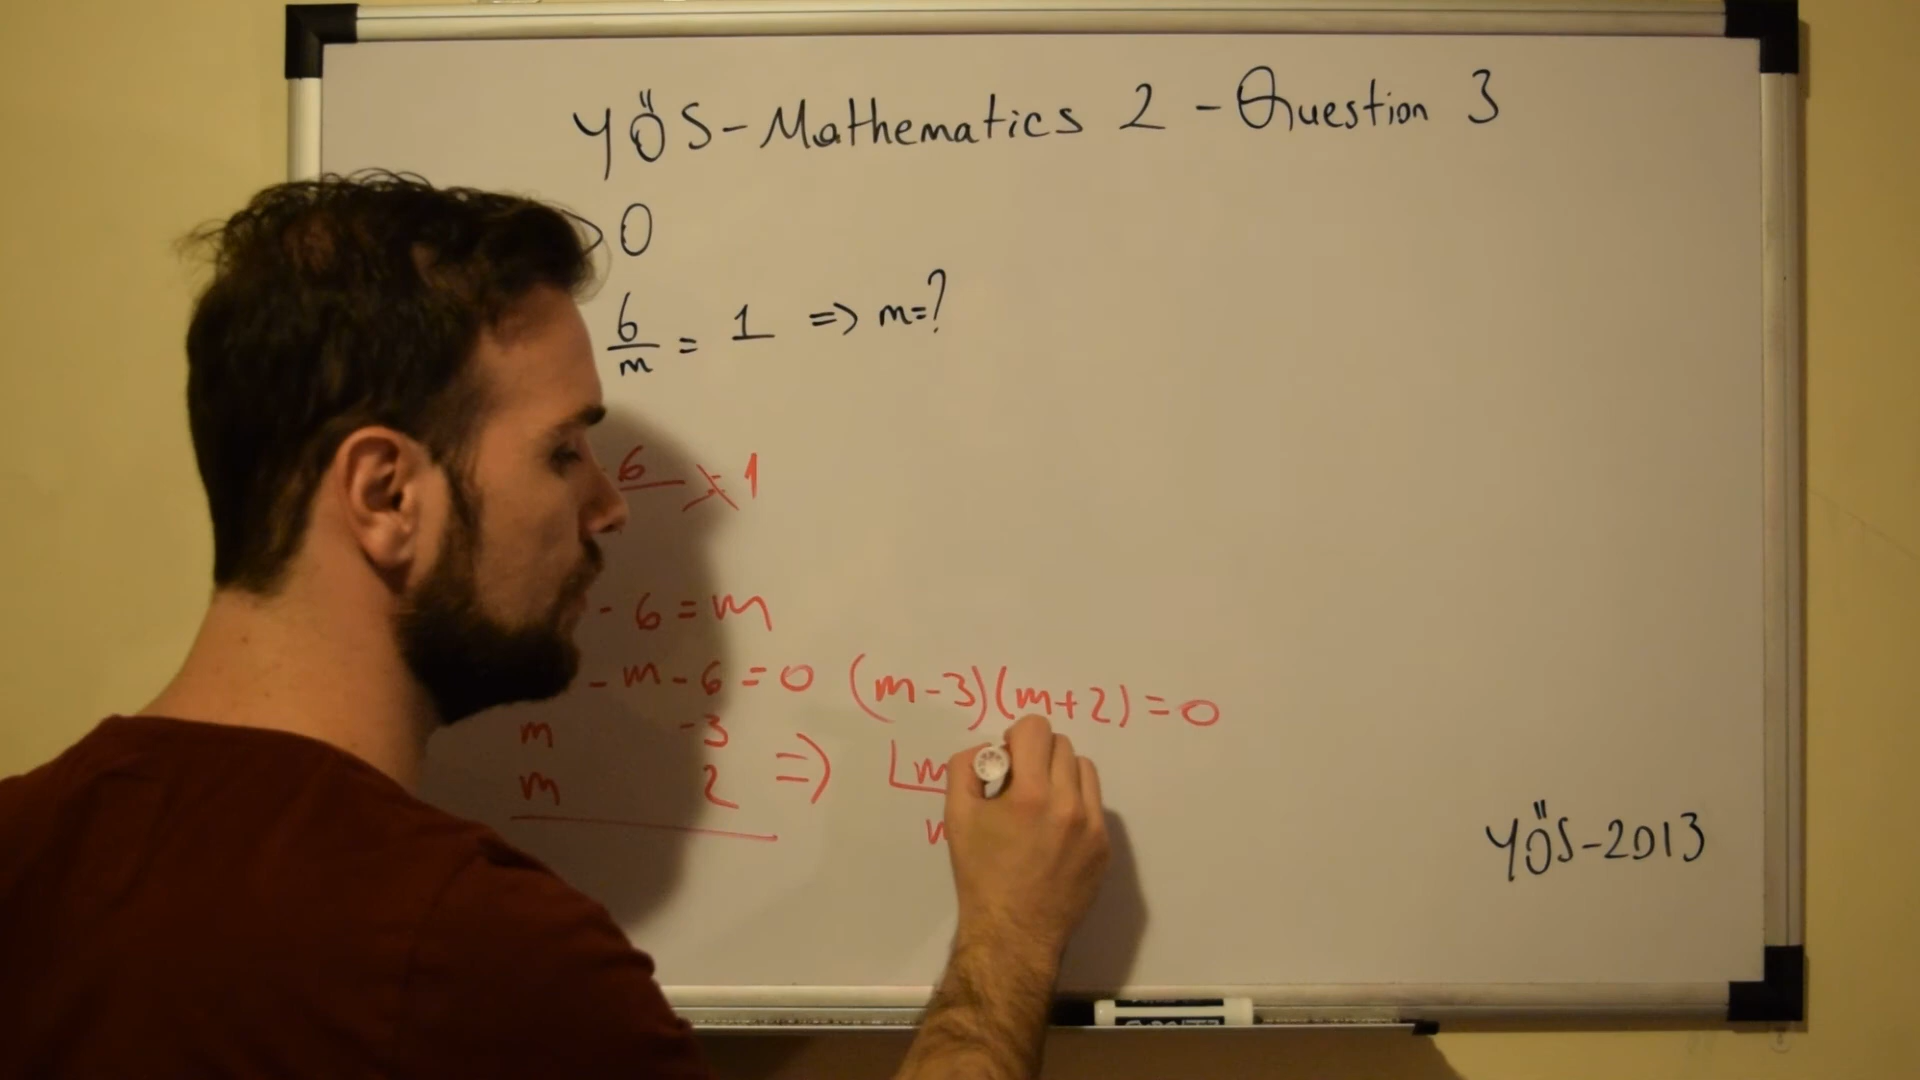 YÖS-Mathematics 2 - Question 3
>0
6/m = 1 => m=?
6 = 1
- 6 = m
- m - 6 = 0 (m-3)(m+2) = 0
m -3
m 2 => m
YÖS-2013